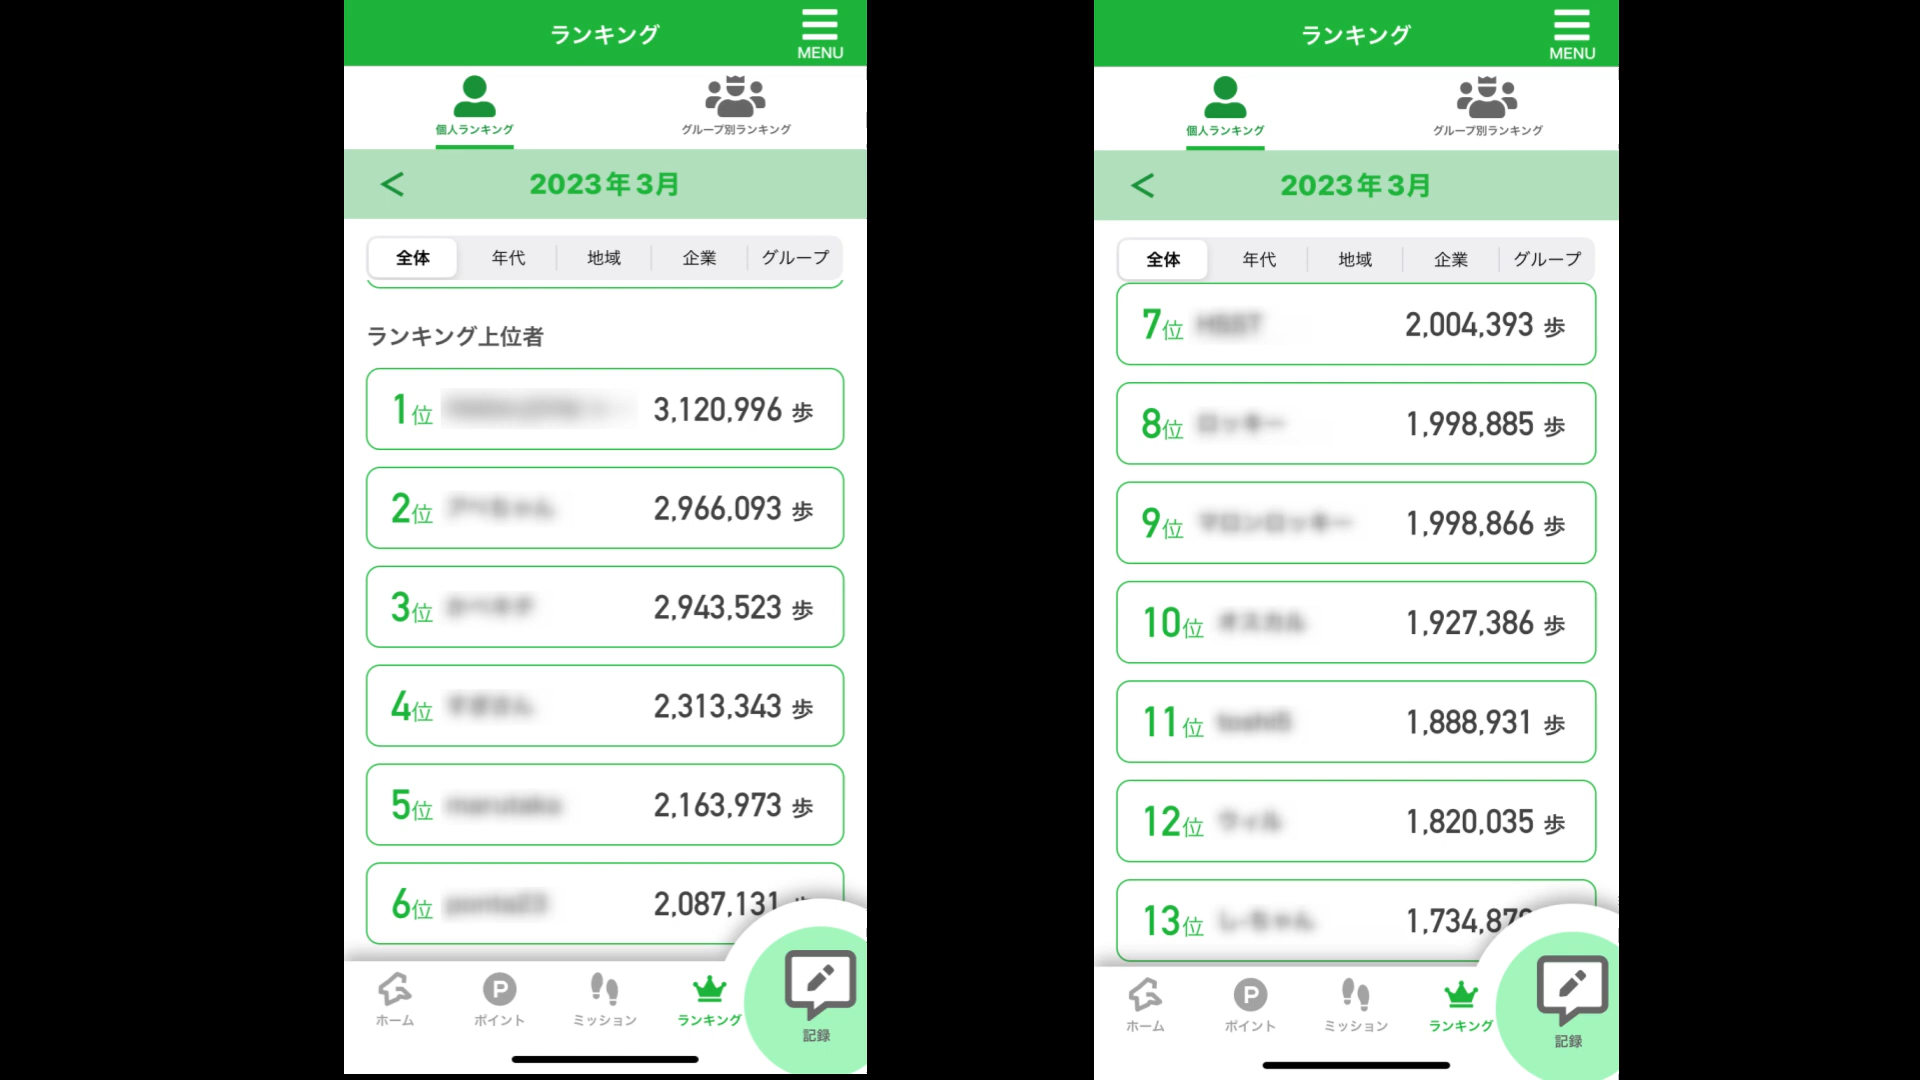 ランキング
MENU
個人ランキング
グループ別ランキング
<
2023年3月
全体
年代
地域
企業
グループ
ランキング上位者
1位 3,120,996 歩
2位 2,966,093 歩
3位 2,943,523 歩
4位 2,313,343 歩
5位 2,163,973 歩
6位 2,087,131
ホーム
P
ポイント
ミッション
ランキング
記録
ランキング
MENU
個人ランキング
グループ別ランキング
<
2023年3月
全体
年代
地域
企業
グループ
7位 2,004,393 歩
8位 1,998,885 歩
9位 1,998,866 歩
10位 1,927,386 歩
11位 1,888,931 歩
12位 1,820,035 歩
13位
ホーム
P
ポイント
ミッション
ランキング
記録